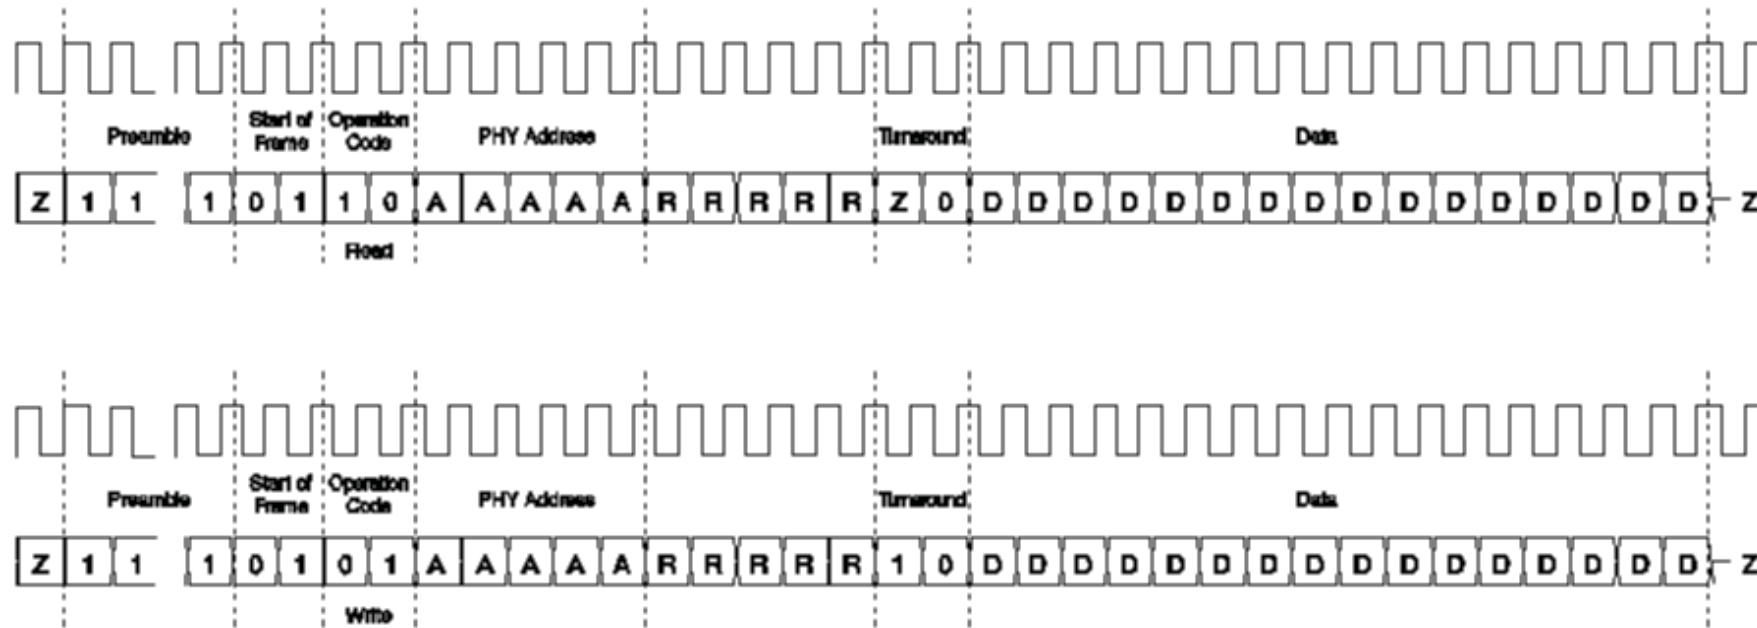 Preamble Start of Frame Operation Code PHY Address Turnaround Data
Z 1 1 1 0 1 1 0 A A A A A R R R R R Z 0 D D D D D D D D D D D D D D D D Z
Read
Preamble Start of Frame Operation Code PHY Address Turnaround Data
Z 1 1 1 0 1 0 1 A A A A A R R R R R 1 0 D D D D D D D D D D D D D D D D Z
Write